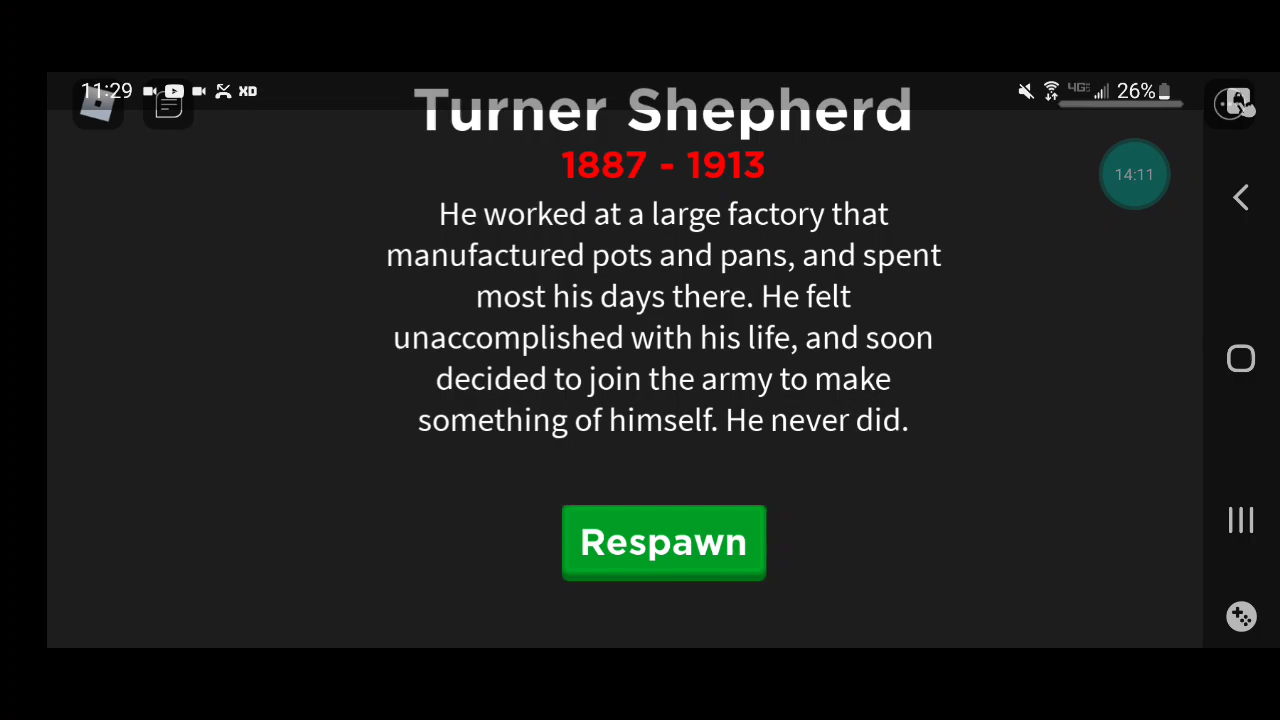 11:29 XD 4GE 26%
Turner Shepherd
1887 - 1913
14:11
He worked at a large factory that
manufactured pots and pans, and spent
most his days there. He felt
unaccomplished with his life, and soon
decided to join the army to make
something of himself. He never did.
Respawn